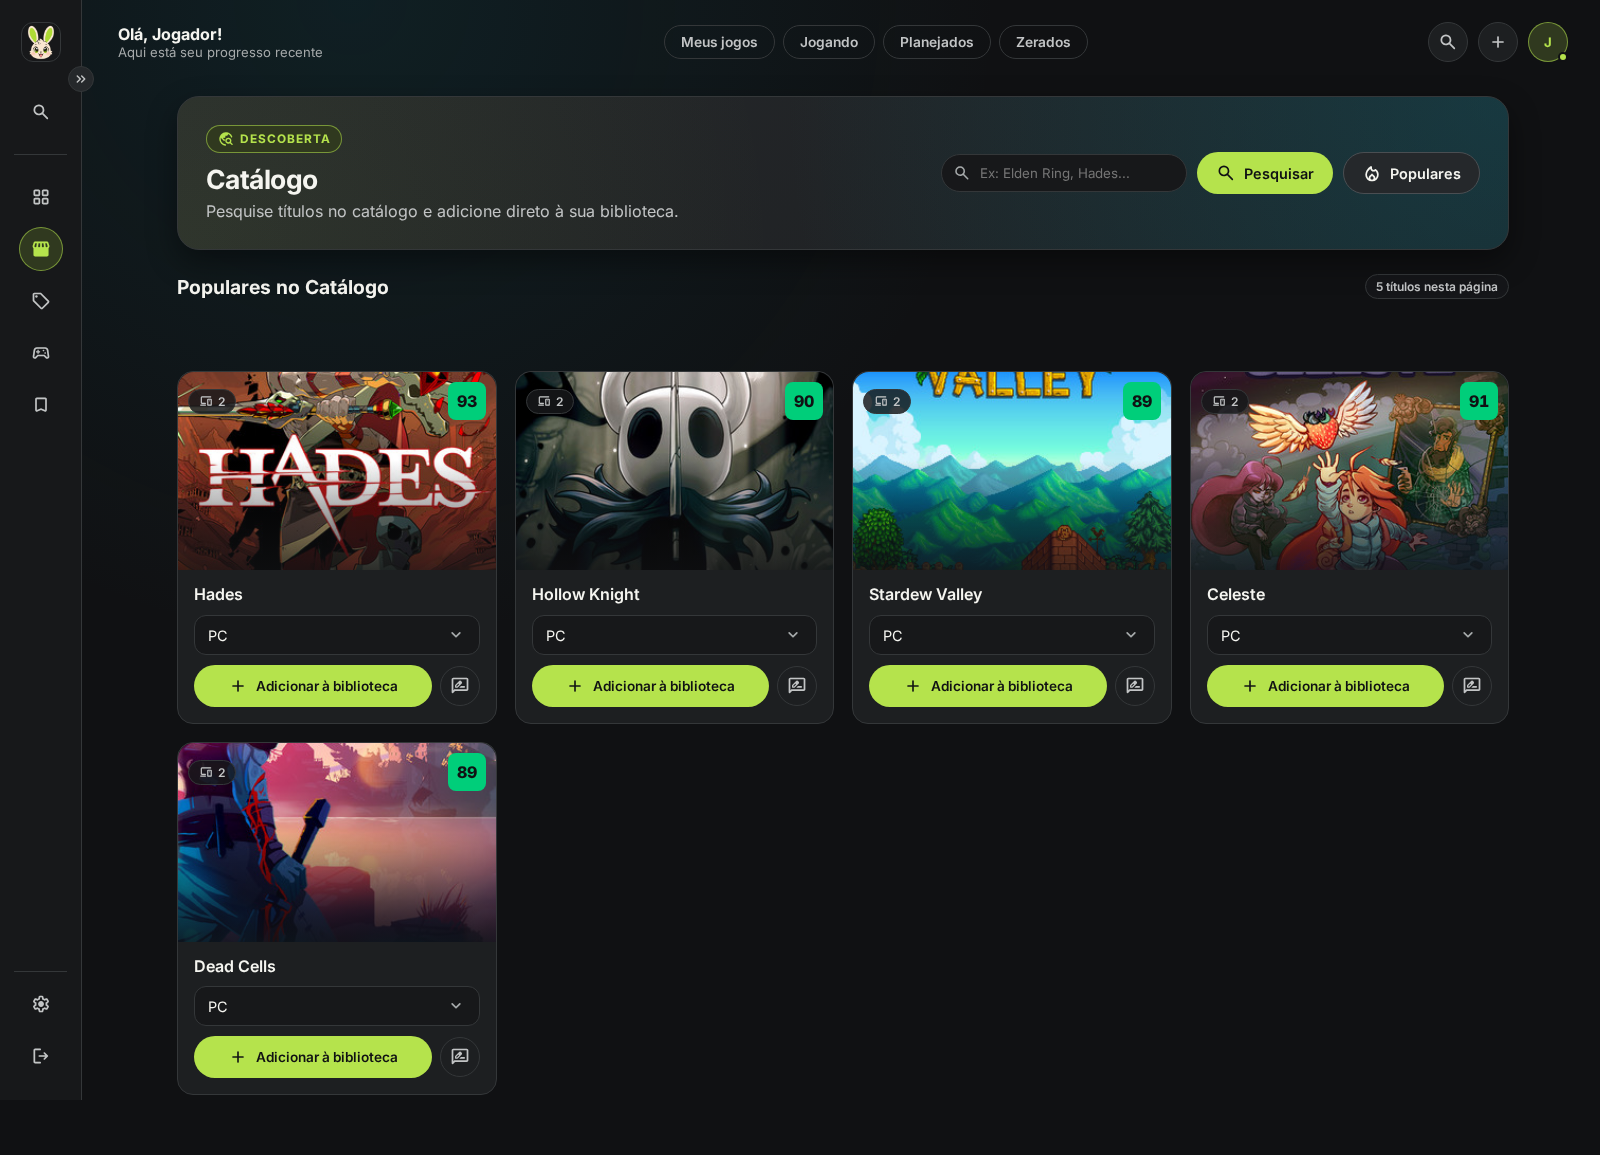 Olá, Jogador!
Aqui está seu progresso recente
Meus jogos
Jogando
Planejados
Zerados
J
DESCOBERTA
Catálogo
Pesquise títulos no catálogo e adicione direto à sua biblioteca.
Ex: Elden Ring, Hades...
Pesquisar
Populares
Populares no Catálogo
5 títulos nesta página
2
93
HADES
Hades
PC
Adicionar à biblioteca
2
90
Hollow Knight
PC
Adicionar à biblioteca
VALLEY
2
89
Stardew Valley
PC
Adicionar à biblioteca
2
91
Celeste
PC
Adicionar à biblioteca
2
89
Dead Cells
PC
Adicionar à biblioteca